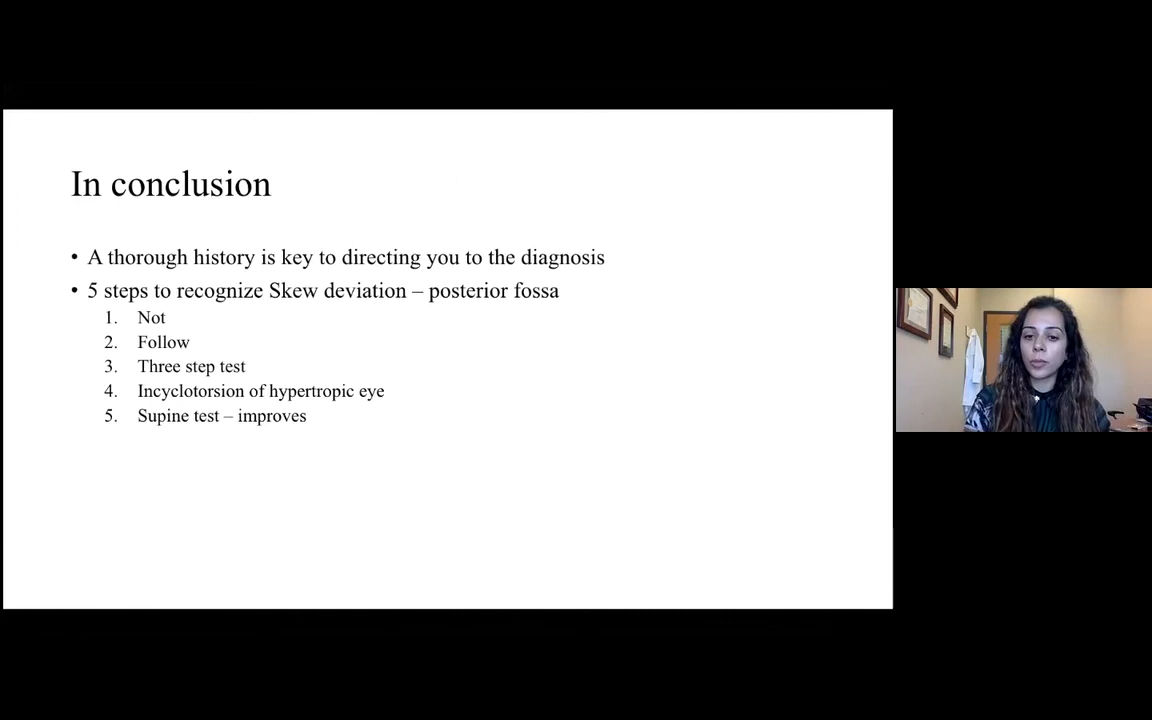 In conclusion
• A thorough history is key to directing you to the diagnosis
• 5 steps to recognize Skew deviation – posterior fossa
1. Not
2. Follow
3. Three step test
4. Incyclotorsion of hypertropic eye
5. Supine test – improves